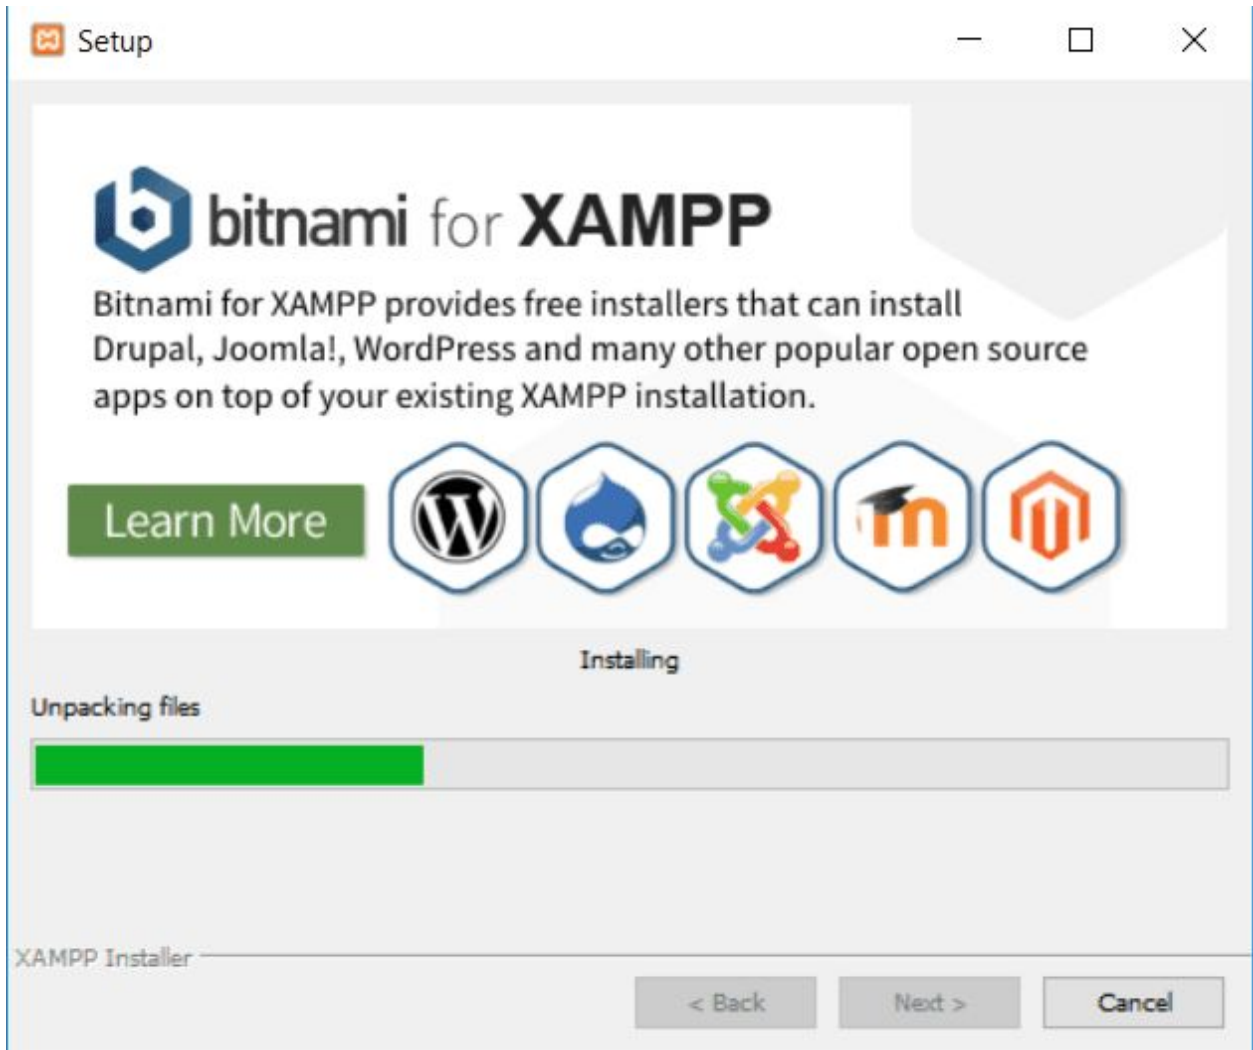 Setup
bitnami for XAMPP
Bitnami for XAMPP provides free installers that can install
Drupal, Joomla!, WordPress and many other popular open source
apps on top of your existing XAMPP installation.
Learn More
Installing
Unpacking files
XAMPP Installer
< Back Next > Cancel